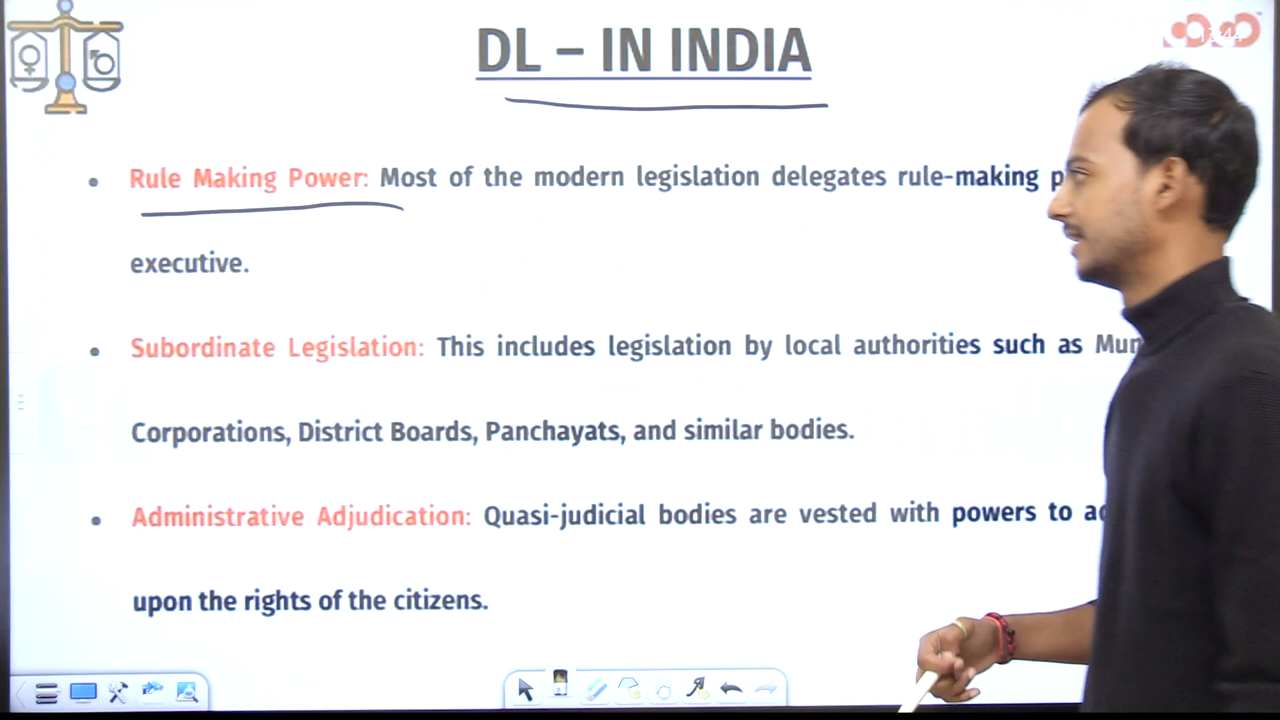 DL – IN INDIA
Rule Making Power: Most of the modern legislation delegates rule-making
executive.
Subordinate Legislation: This includes legislation by local authorities such as
Corporations, District Boards, Panchayats, and similar bodies.
Administrative Adjudication: Quasi-judicial bodies are vested with powers to
upon the rights of the citizens.